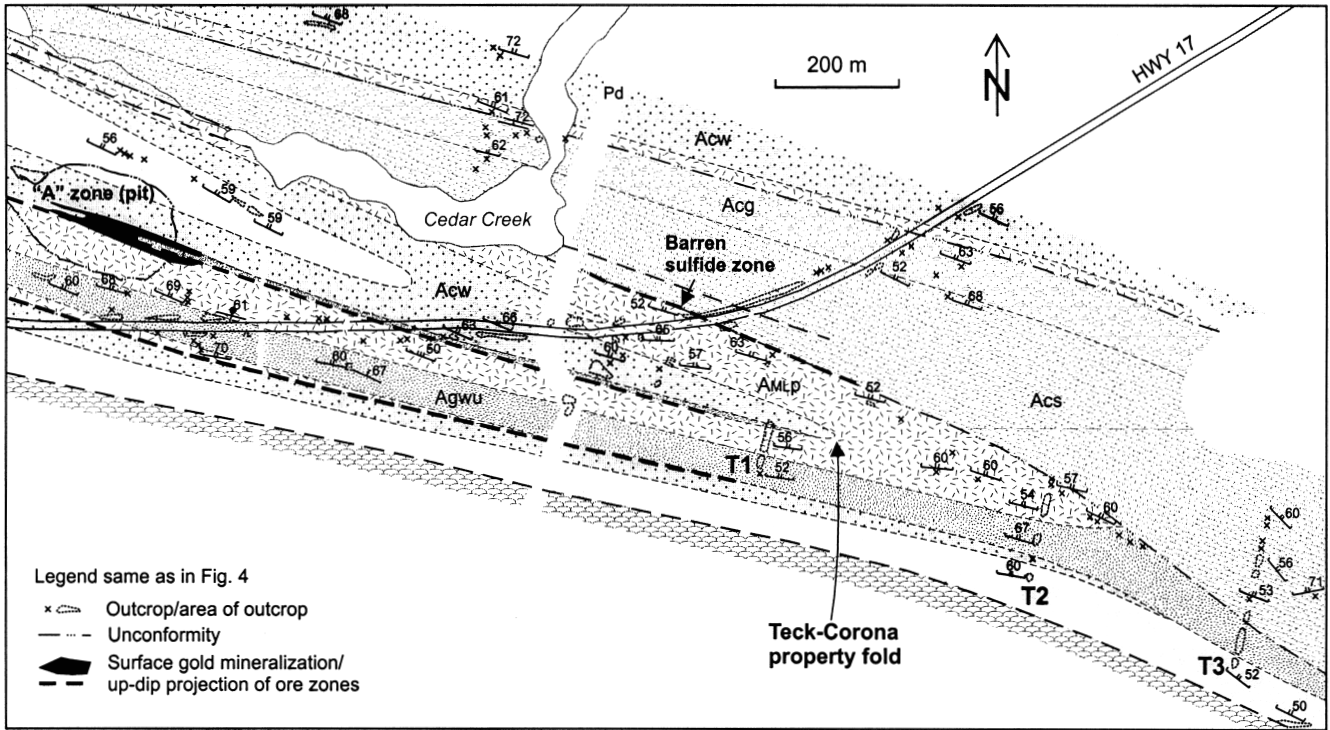 68
72
HWY 17
200 m
N
Pd
61
72
62
Acw
56
Acg
56
"A" zone (pit)
59
59
Cedar Creek
Barren
sulfide zone
63
52
68
60
68
69
61
Acw
52
63
66
65
63
70
50
60
57
52
60
67
Agwu
AMLp
Acs
T1
56
52
60
60
57
54
60
67
60
60
T2
56
53
71
Teck-Corona
property fold
T3
52
50
Legend same as in Fig. 4
Outcrop/area of outcrop
Unconformity
Surface gold mineralization/
up-dip projection of ore zones